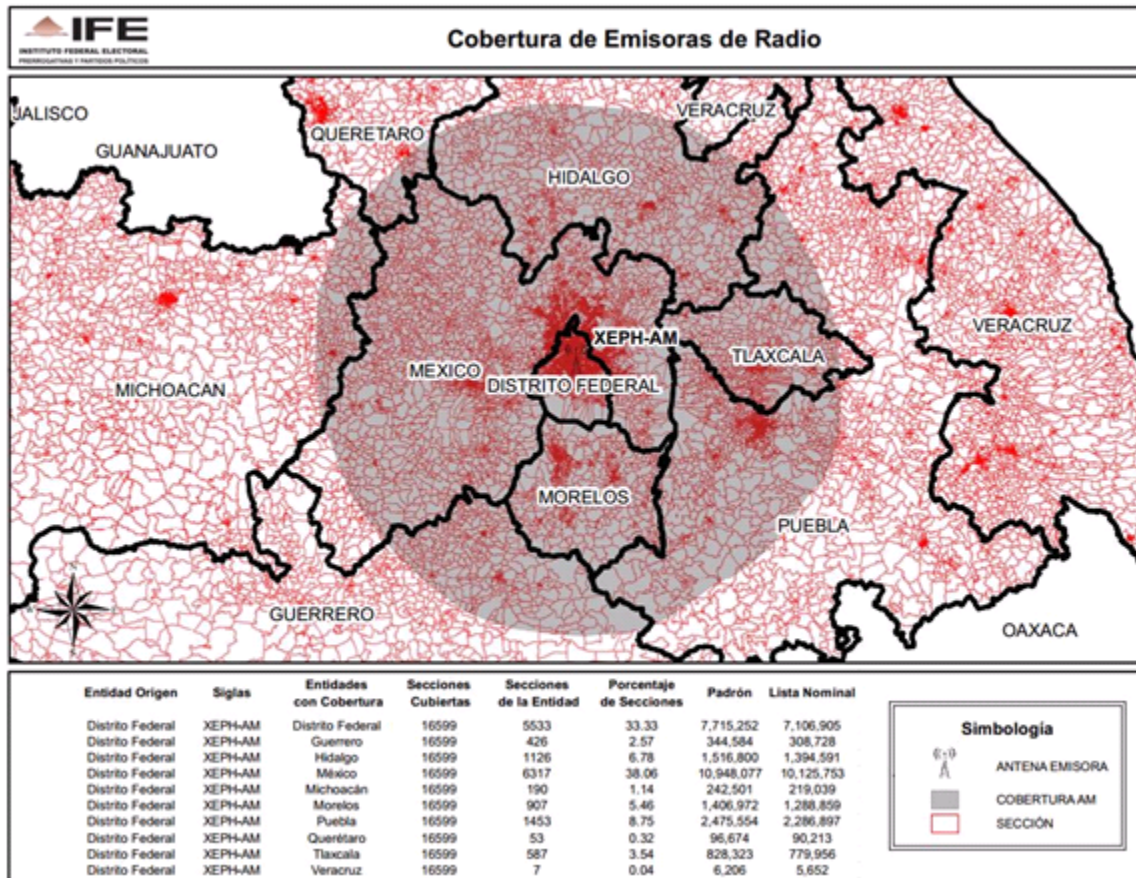 IFE
INSTITUTO FEDERAL ELECTORAL
PRERROGATIVAS Y PARTIDOS POLÍTICOS
Cobertura de Emisoras de Radio
JALISCO
GUANAJUATO
QUERETARO
VERACRUZ
HIDALGO
XEPH-AM
VERACRUZ
TLAXCALA
MEXICO
DISTRITO FEDERAL
MICHOACAN
MORELOS
PUEBLA
GUERRERO
OAXACA
Entidad Origen Siglas Entidades con Cobertura Secciones Cubiertas Secciones de la Entidad Porcentaje de Secciones Padrón Lista Nominal
Distrito Federal XEPH-AM Distrito Federal 16599 5533 33.33 7,715,252 7,106,905
Distrito Federal XEPH-AM Guerrero 16599 426 2.57 344,584 308,728
Distrito Federal XEPH-AM Hidalgo 16599 1126 6.78 1,516,800 1,394,591
Distrito Federal XEPH-AM México 16599 6317 38.06 10,948,077 10,125,753
Distrito Federal XEPH-AM Michoacán 16599 190 1.14 242,501 219,039
Distrito Federal XEPH-AM Morelos 16599 907 5.46 1,406,972 1,288,859
Distrito Federal XEPH-AM Puebla 16599 1453 8.75 2,475,554 2,286,897
Distrito Federal XEPH-AM Querétaro 16599 53 0.32 96,674 90,213
Distrito Federal XEPH-AM Tlaxcala 16599 587 3.54 828,323 779,956
Distrito Federal XEPH-AM Veracruz 16599 7 0.04 6,206 5,652
Simbología
ANTENA EMISORA
COBERTURA AM
SECCIÓN